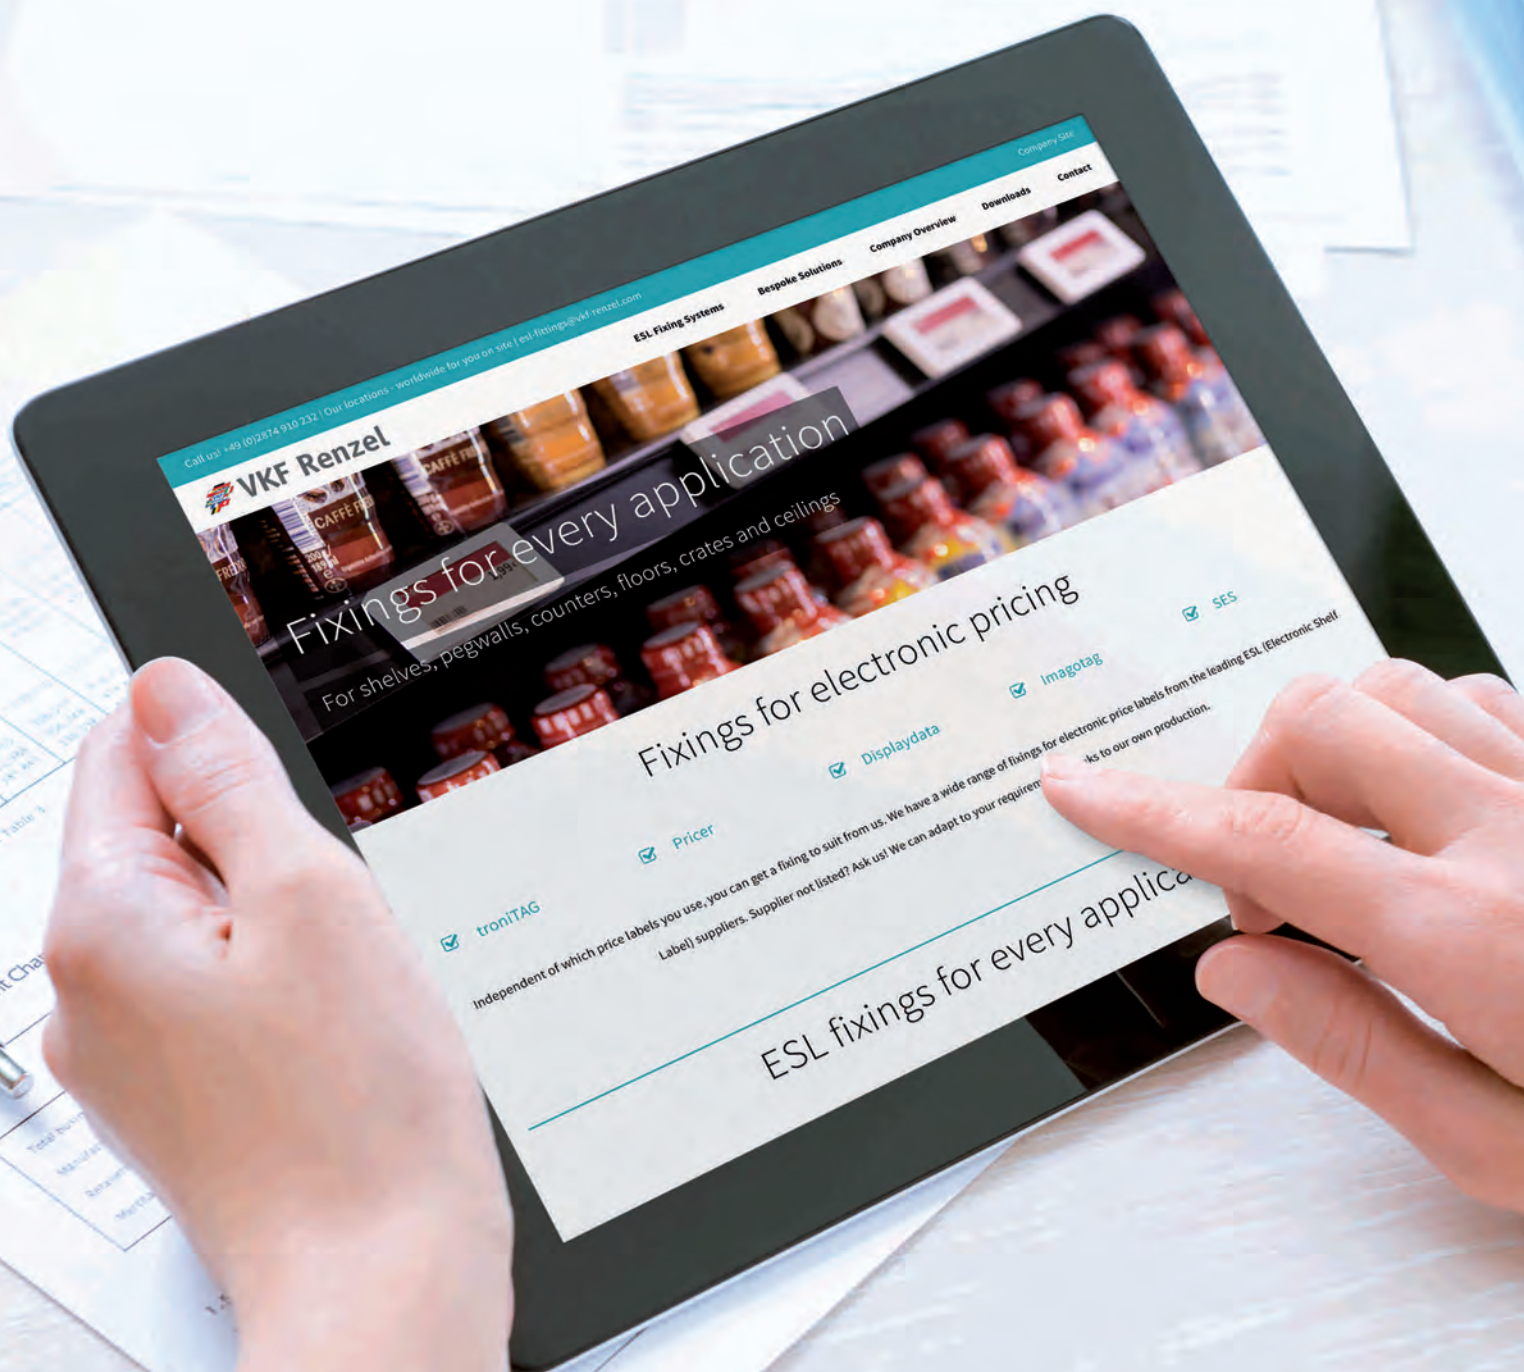 Company Site
Call us! +49 (0)2874 910 232 | Our locations - worldwide for you on site | esl-fittings@vkf-renzel.com
VKF Renzel
ESL Fixing Systems
Bespoke Solutions
Company Overview
Downloads
Contact
CAFFÈ
CAFFÈ FR
Fixings for every application
For shelves, pegwalls, counters, floors, crates and ceilings
Fixings for electronic pricing
troniTAG
Pricer
Displaydata
Imagotag
SES
Independent of which price labels you use, you can get a fixing to suit from us. We have a wide range of fixings for electronic price labels from the leading ESL (Electronic Shelf
Label) suppliers. Supplier not listed? Ask us! We can adapt to your requirem ks to our own production.
ESL fixings for every applica
Table 3